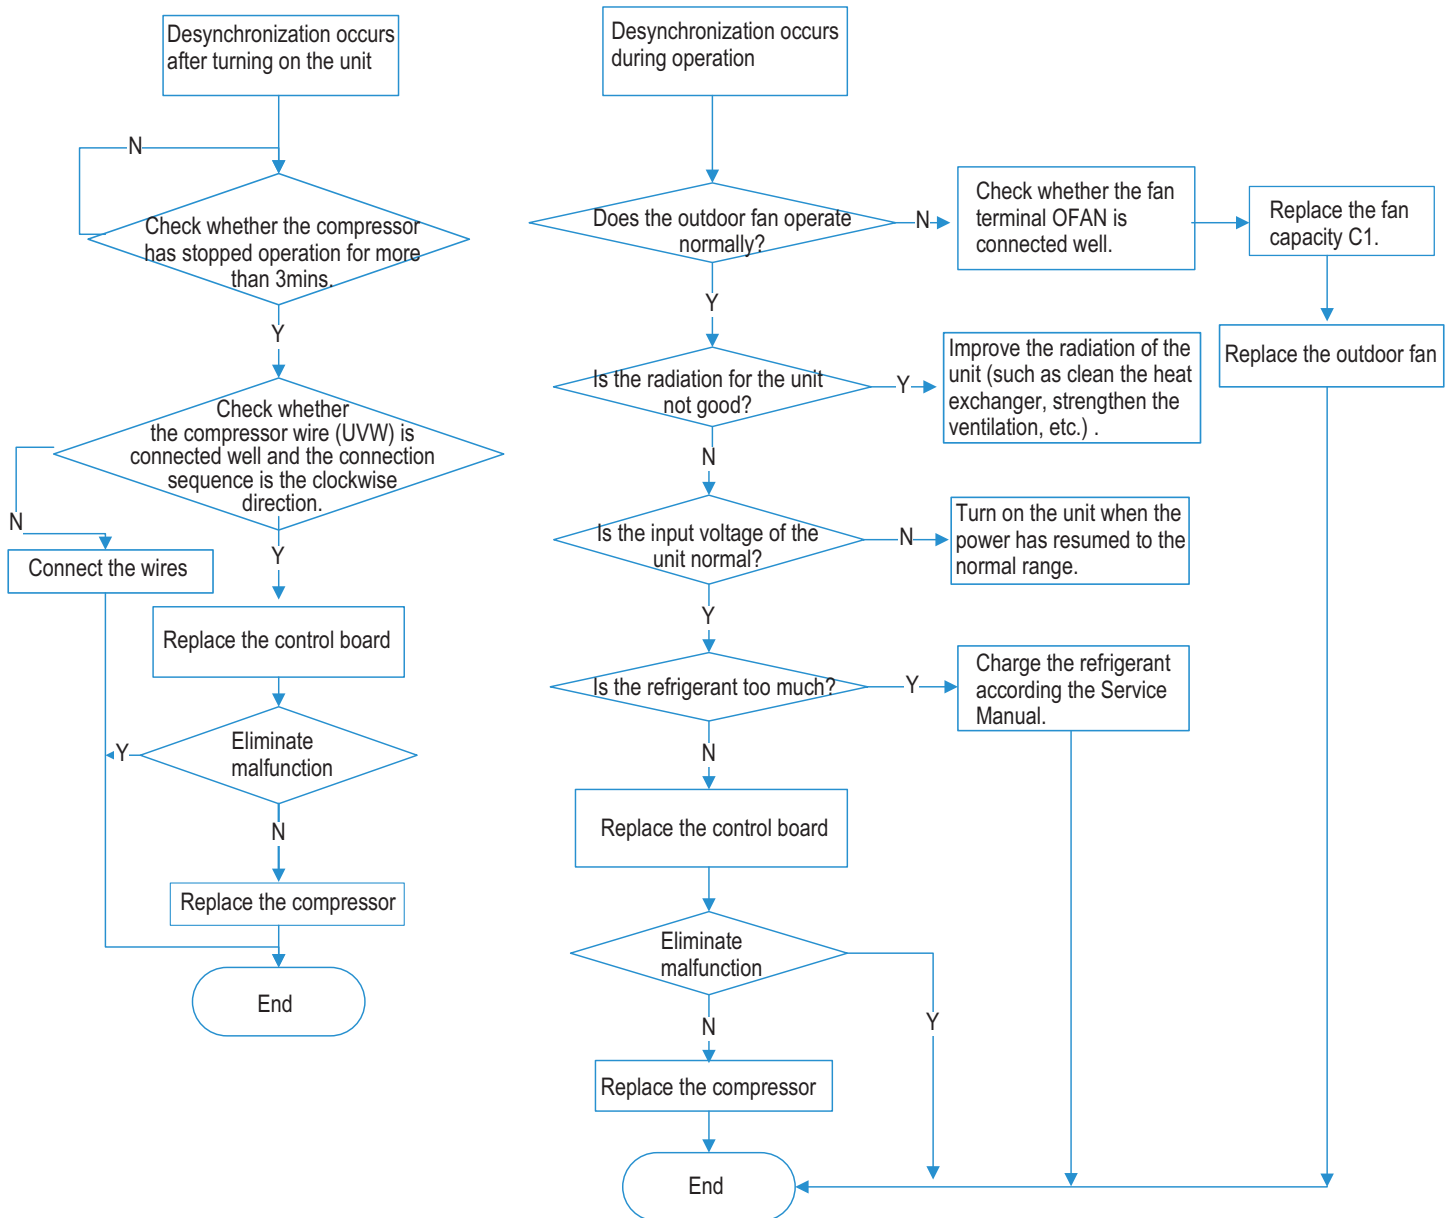 Desynchronization occurs
after turning on the unit
N
Check whether the compressor
has stopped operation for more
than 3mins.
Y
Check whether
the compressor wire (UVW) is
connected well and the connection
sequence is the clockwise
direction.
N
Connect the wires
Y
Replace the control board
Eliminate
malfunction
Y
N
Replace the compressor
End
Desynchronization occurs
during operation
Does the outdoor fan operate
normally?
N
Check whether the fan
terminal OFAN is
connected well.
Replace the fan
capacity C1.
Replace the outdoor fan
Y
Is the radiation for the unit
not good?
Y
Improve the radiation of the
unit (such as clean the heat
exchanger, strengthen the
ventilation, etc.) .
N
Is the input voltage of the
unit normal?
N
Turn on the unit when the
power has resumed to the
normal range.
Y
Is the refrigerant too much?
Y
Charge the refrigerant
according the Service
Manual.
N
Replace the control board
Eliminate
malfunction
Y
N
Replace the compressor
End